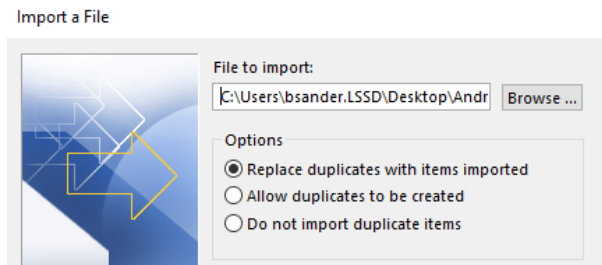 Import a File
File to import:
C:\Users\bsander.LSSD\Desktop\Andr
Browse ...
Options
Replace duplicates with items imported
Allow duplicates to be created
Do not import duplicate items